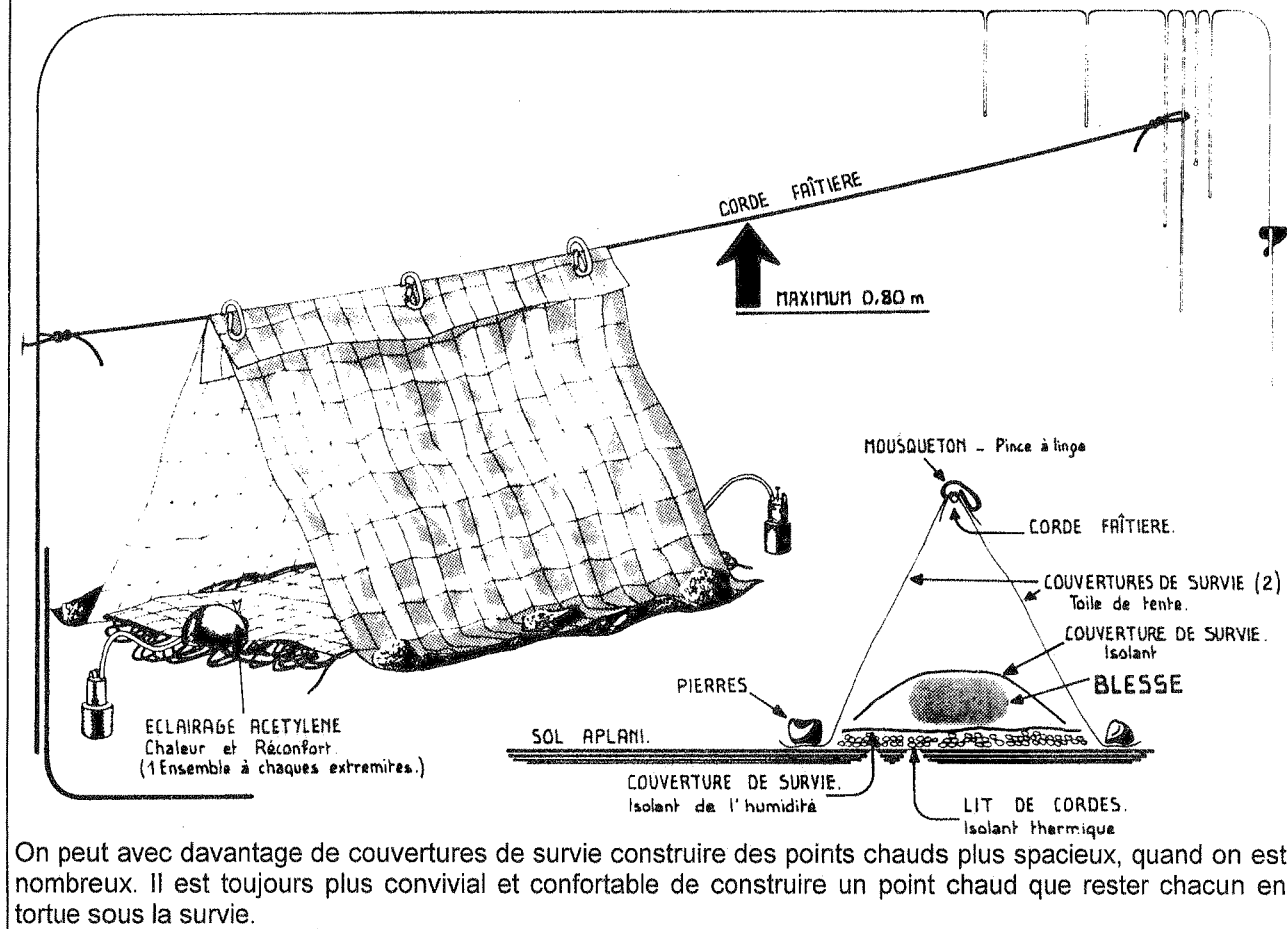 CORDE FAÎTIERE
MAXIMUM 0,80 m
MOUSQUETON - Pince à linge
CORDE FAÎTIERE.
COUVERTURES DE SURVIE (2)
Toile de tente.
COUVERTURE DE SURVIE.
Isolant
BLESSE
PIERRES
SOL APLANI.
ECLAIRAGE ACETYLENE
Chaleur et Réconfort.
(1 Ensemble à chaques extremites.)
COUVERTURE DE SURVIE.
Isolant de l'humidité
LIT DE CORDES.
Isolant thermique
On peut avec davantage de couvertures de survie construire des points chauds plus spacieux, quand on est
nombreux. Il est toujours plus convivial et confortable de construire un point chaud que rester chacun en
tortue sous la survie.